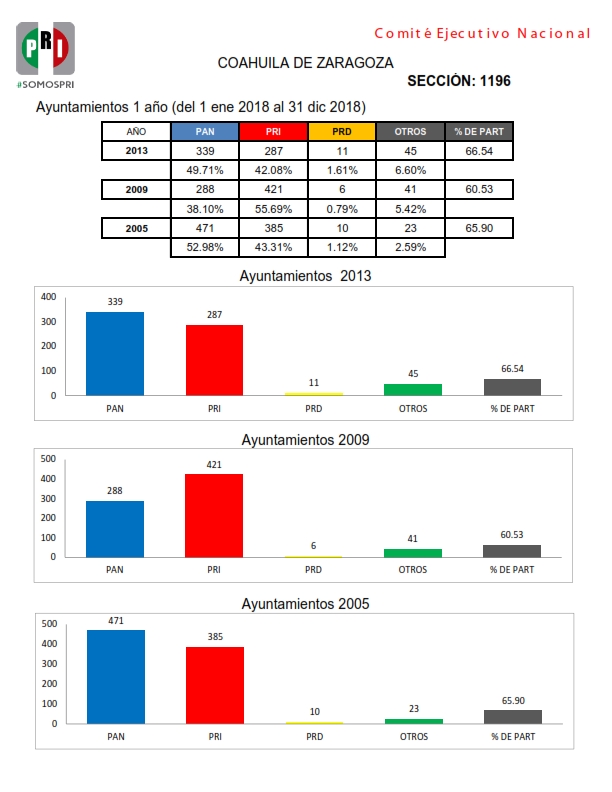 Comité Ejecutivo Nacional
PRI
#SOMOSPRI
COAHUILA DE ZARAGOZA
SECCIÓN: 1196
Ayuntamientos 1 año (del 1 ene 2018 al 31 dic 2018)
AÑO PAN PRI PRD OTROS % DE PART
2013 339 287 11 45 66.54
49.71% 42.08% 1.61% 6.60%
2009 288 421 6 41 60.53
38.10% 55.69% 0.79% 5.42%
2005 471 385 10 23 65.90
52.98% 43.31% 1.12% 2.59%
Ayuntamientos 2013
400
339
300
287
200
100
66.54
45
11
0
PAN PRI PRD OTROS % DE PART
Ayuntamientos 2009
500
421
400
300
288
200
100
60.53
41
6
0
PAN PRI PRD OTROS % DE PART
Ayuntamientos 2005
500
471
400
385
300
200
100
65.90
23
10
0
PAN PRI PRD OTROS % DE PART